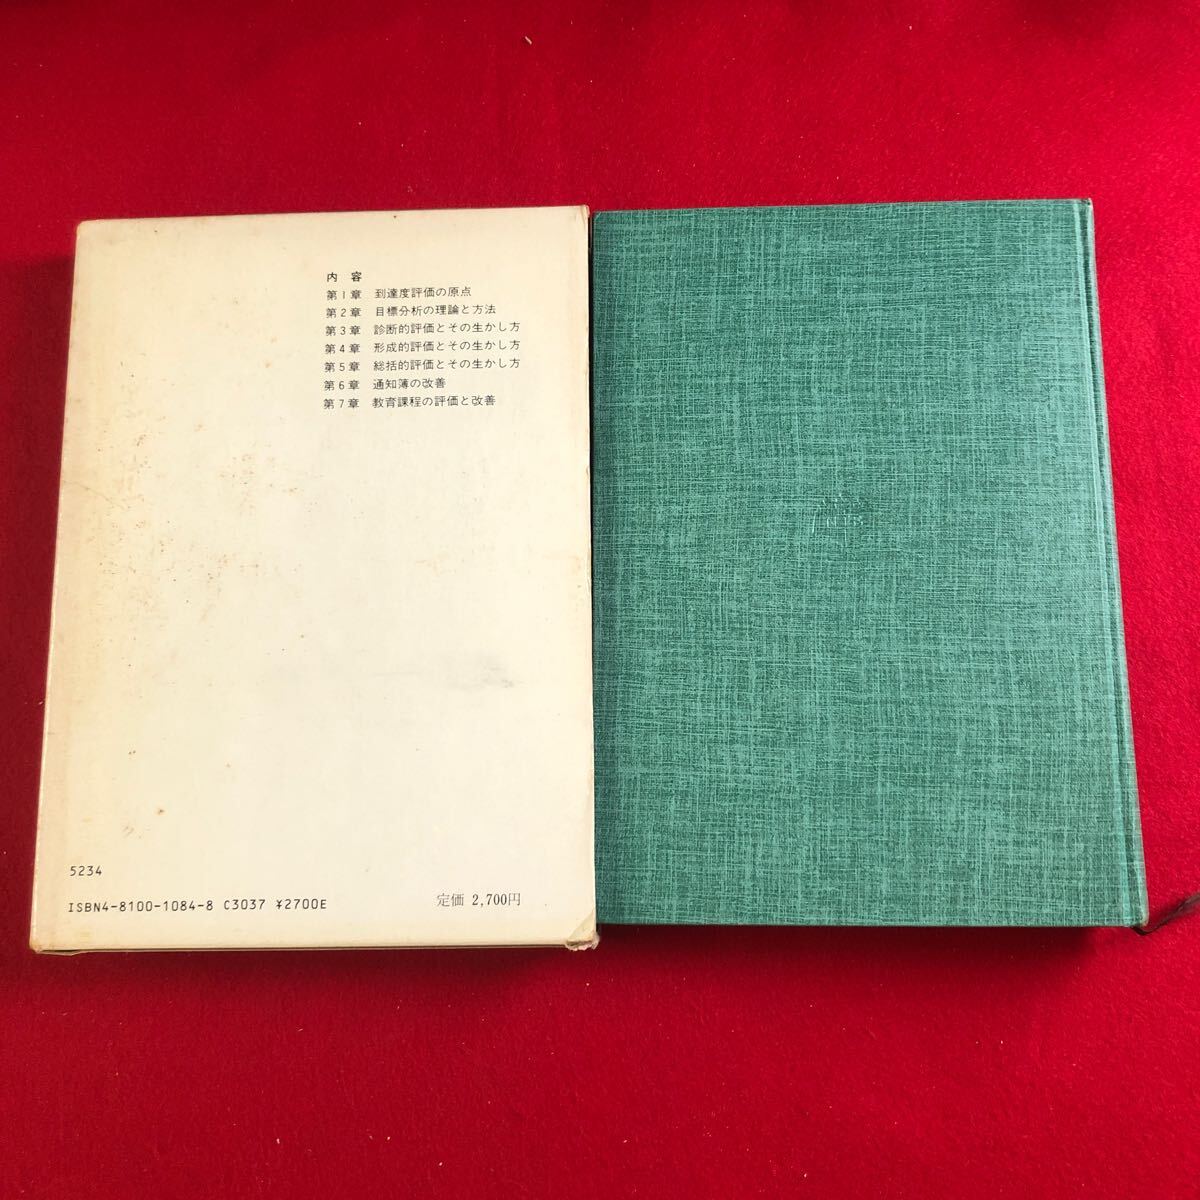 内容
第1章 到達度評価の原点
第2章 目標分析の理論と方法
第3章 診断的評価とその生かし方
第4章 形成的評価とその生かし方
第5章 総括的評価とその生かし方
第6章 通知簿の改善
第7章 教育課程の評価と改善
5234
ISBN4-8100-1084-8 C3037 ¥2700E
定価 2,700円